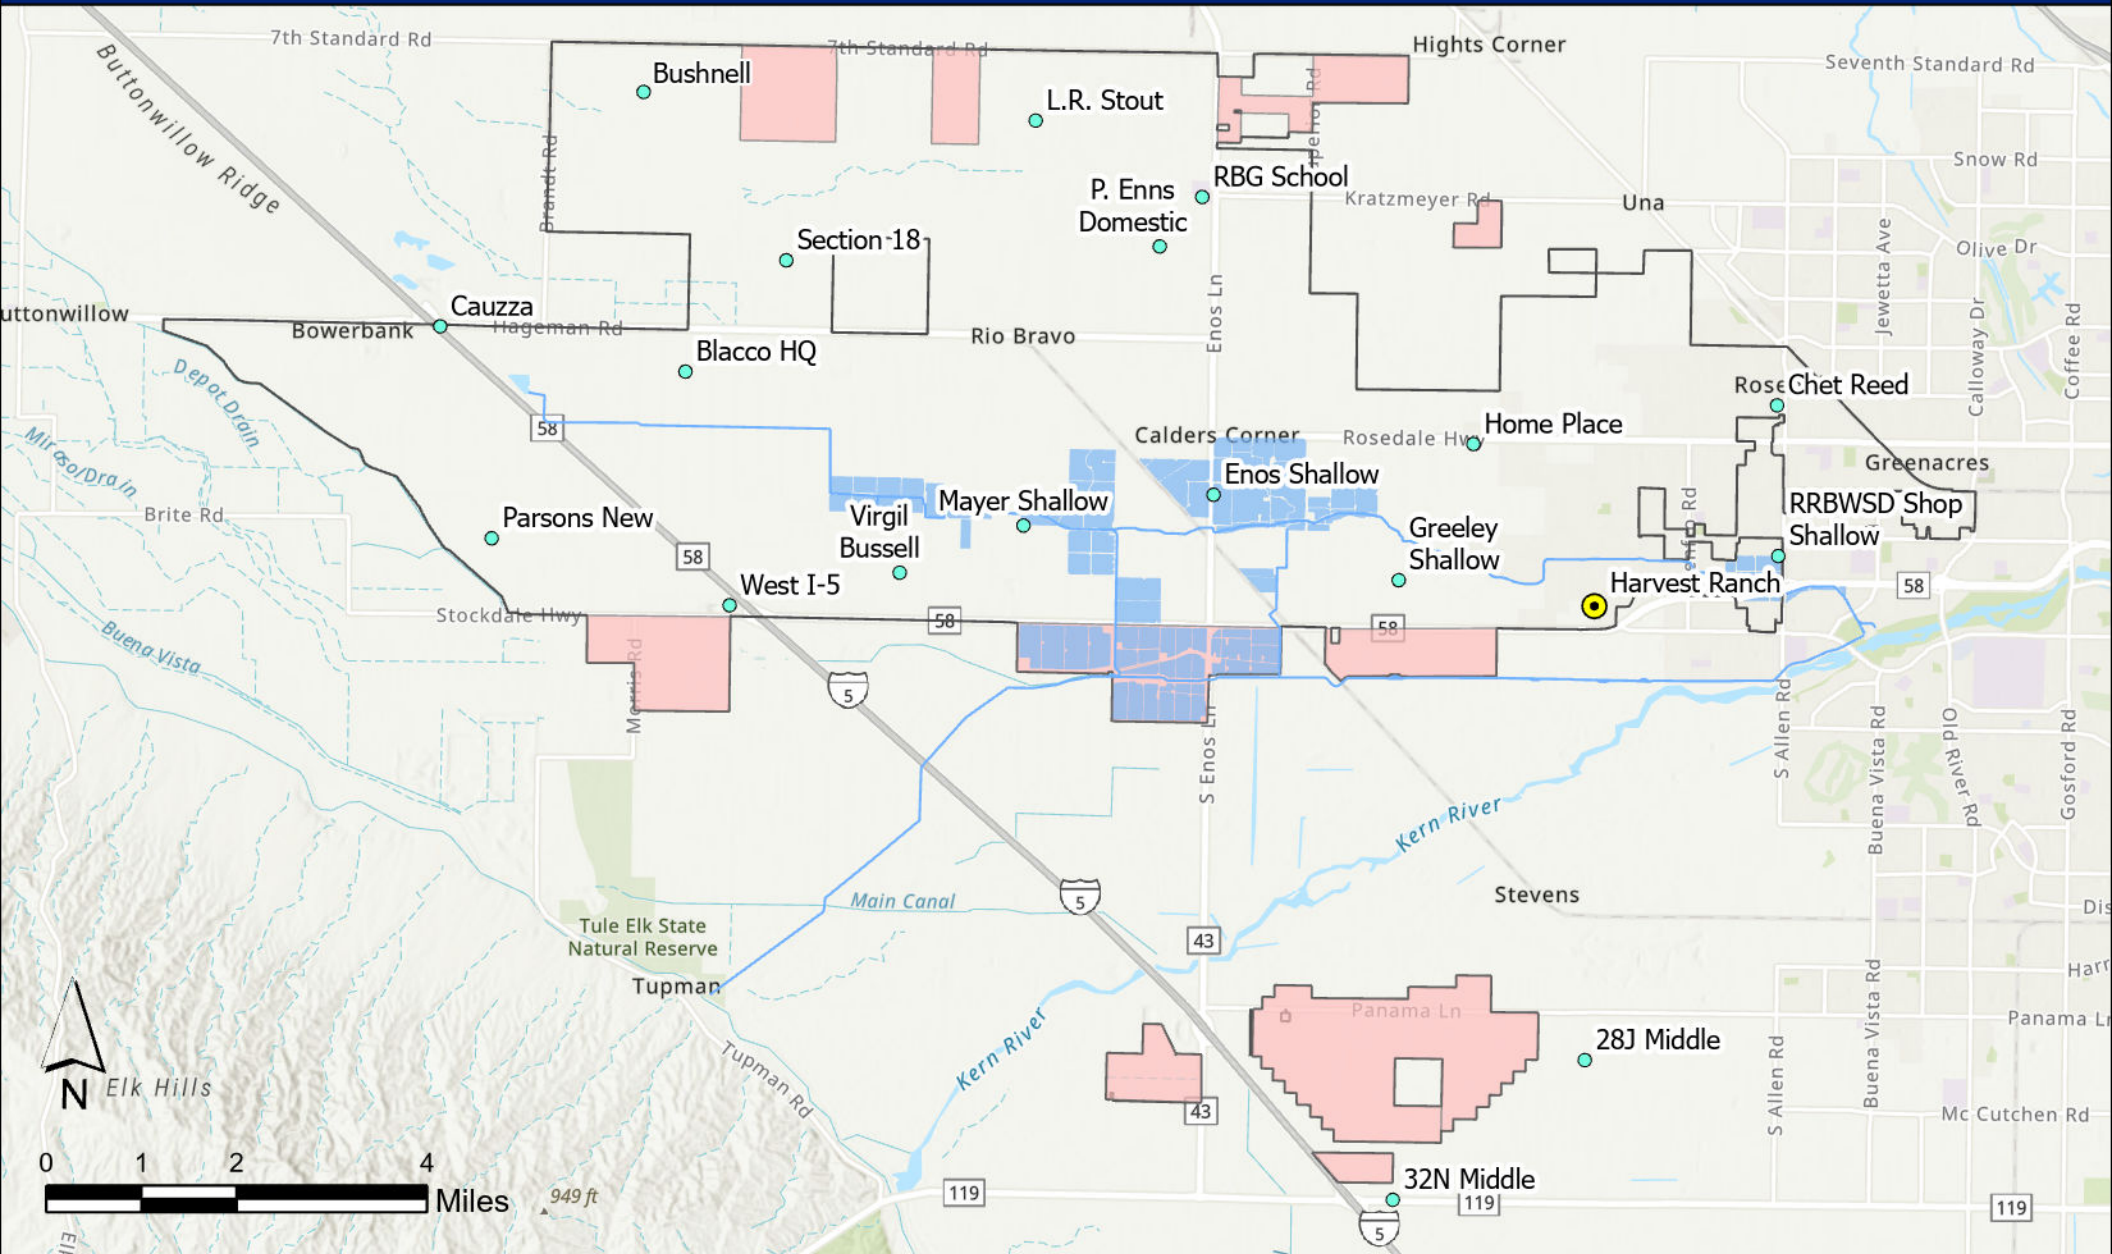 7th Standard Rd
7th Standard Rd
Hights Corner
Seventh Standard Rd
Buttonwillow Ridge
Bushnell
L.R. Stout
Snow Rd
Brandt Rd
RBG School
P. Enns
Domestic
Kratzmeyer Rd
Una
Section 18
Olive Dr
Jewetta Ave
Cauzza
uttonwillow
Bowerbank
Hageman Rd
Rio Bravo
Enos Ln
Calloway Dr
Coffee Rd
Blacco HQ
Depot Drain
Rose
Chet Reed
58
Calders Corner
Rosedale Hwy
Home Place
Greenacres
Enos Shallow
Mayer Shallow
RRBWSD Shop
Shallow
Brite Rd
Parsons New
Virgil
Bussell
Greeley
Shallow
58
West I-5
Harvest Ranch
58
Stockdale Hwy
58
58
Buena Vista
Morris Rd
5
S Enos Ln
S Allen Rd
Buena Vista Rd
Old River Rd
Gosford Rd
Kern River
5
Main Canal
Stevens
Dis
Tule Elk State
Natural Reserve
43
Harr
Tupman
Panama Ln
Panama Ln
Kern River
28J Middle
Tupman Rd
S Allen Rd
Buena Vista Rd
N
Elk Hills
43
Mc Cutchen Rd
0 1 2 4
Miles
949 ft
119
32N Middle
119
119
5